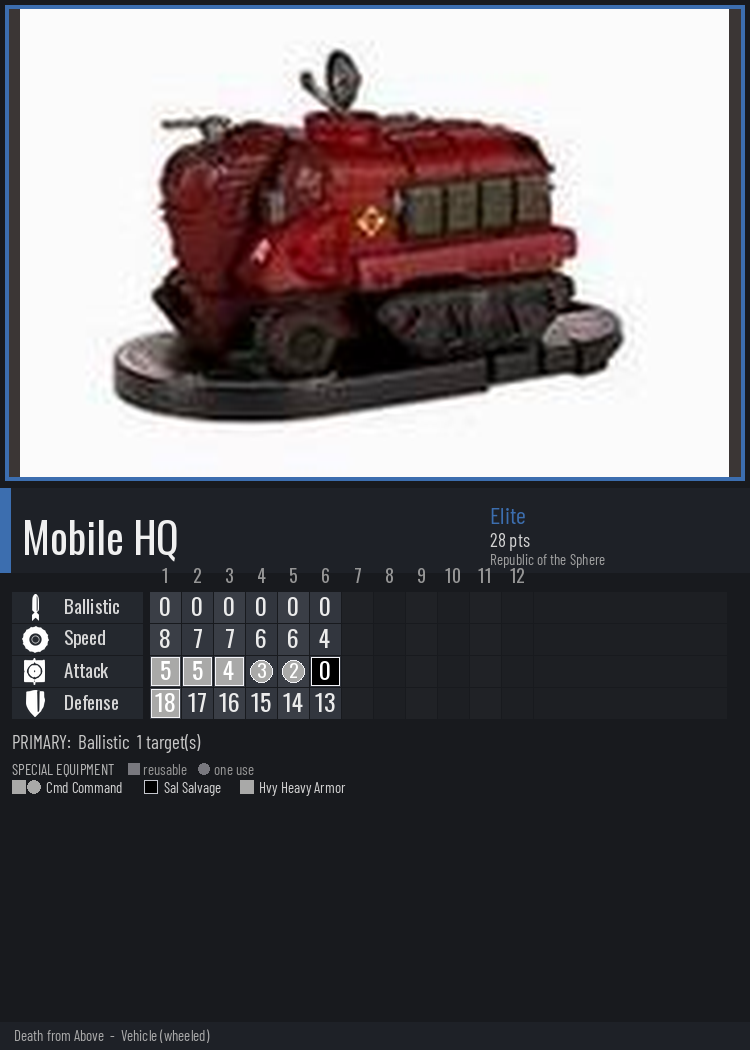 Mobile HQ
Elite
28 pts
Republic of the Sphere
1 2 3 4 5 6 7 8 9 10 11 12
Ballistic 0 0 0 0 0 0
Speed 8 7 7 6 6 4
Attack 5 5 4 3 2 0
Defense 18 17 16 15 14 13
PRIMARY: Ballistic 1 target(s)
SPECIAL EQUIPMENT reusable one use
Cmd Command Sal Salvage Hvy Heavy Armor
Death from Above - Vehicle (wheeled)